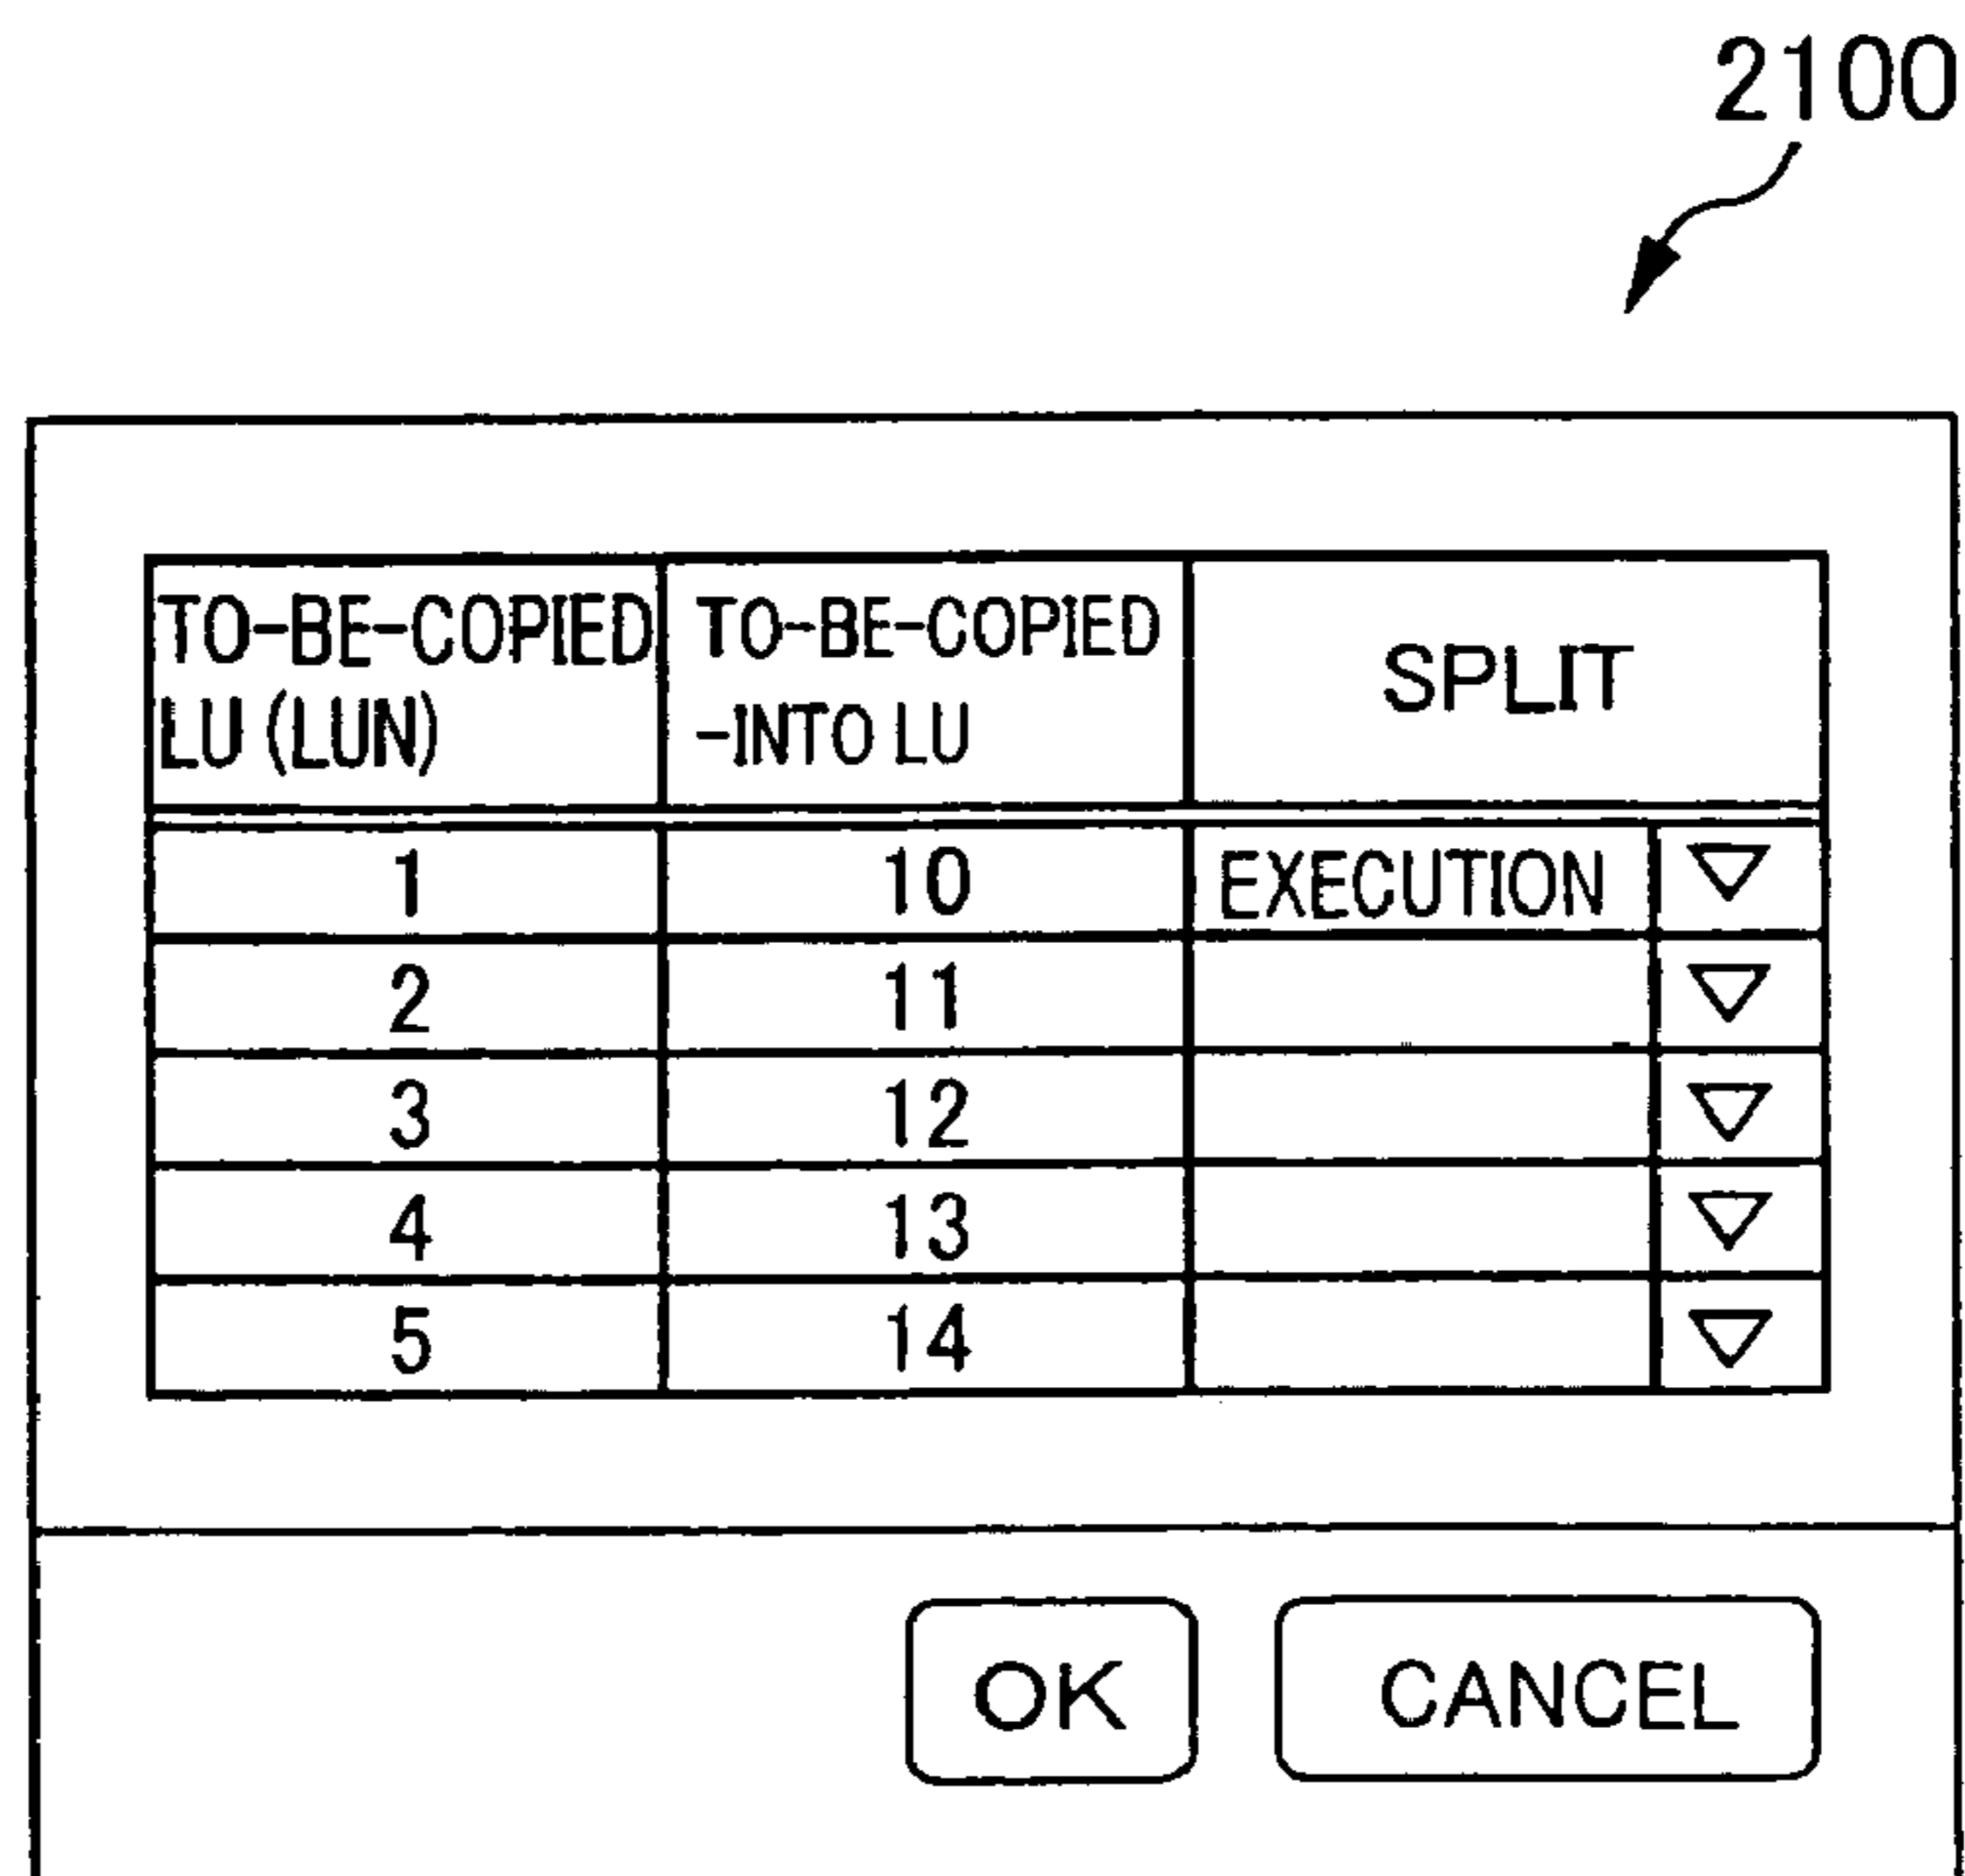 2100
TO-BE-COPIED LU (LUN) TO-BE-COPIED -INTO LU SPLIT
1 10 EXECUTION
2 11
3 12
4 13
5 14
OK CANCEL